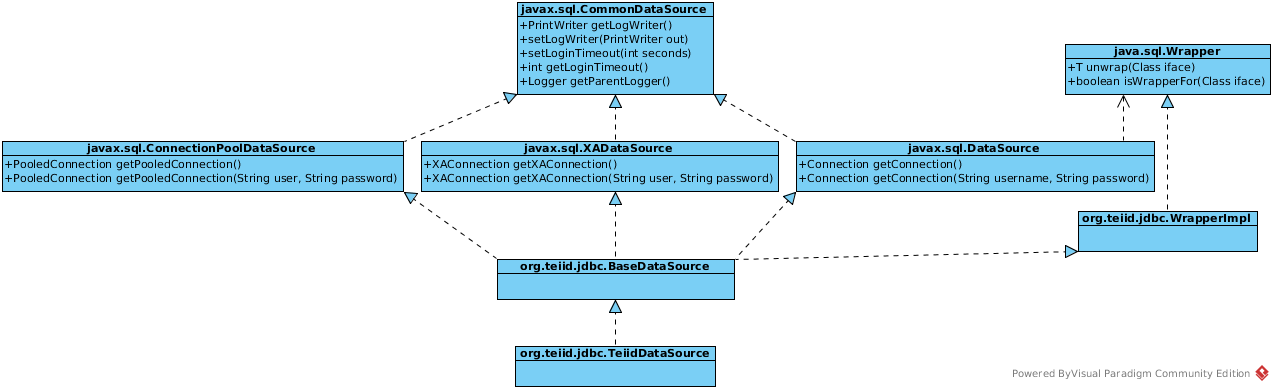 javax.sql.CommonDataSource
+PrintWriter getLogWriter()
+setLogWriter(PrintWriter out)
+setLoginTimeout(int seconds)
+int getLoginTimeout()
+Logger getParentLogger()
java.sql.Wrapper
+T unwrap(Class iface)
+boolean isWrapperFor(Class iface)
javax.sql.ConnectionPoolDataSource
+PooledConnection getPooledConnection()
+PooledConnection getPooledConnection(String user, String password)
javax.sql.XADataSource
+XAConnection getXAConnection()
+XAConnection getXAConnection(String user, String password)
javax.sql.DataSource
+Connection getConnection()
+Connection getConnection(String username, String password)
org.teiid.jdbc.WrapperImpl
org.teiid.jdbc.BaseDataSource
org.teiid.jdbc.TeiidDataSource
Powered ByVisual Paradigm Community Edition